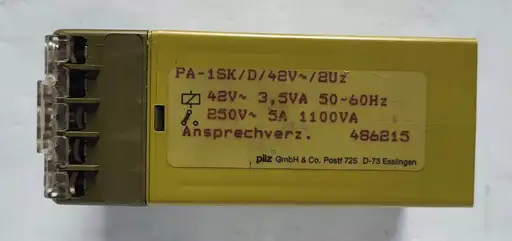 PA-1SK/D/42V~/2Uz
42V~ 3,5VA 50-60Hz
250V~ 5A 1100VA
Ansprechverz. 486215
pilz GmbH & Co. Postf 725 D-73 Esslingen